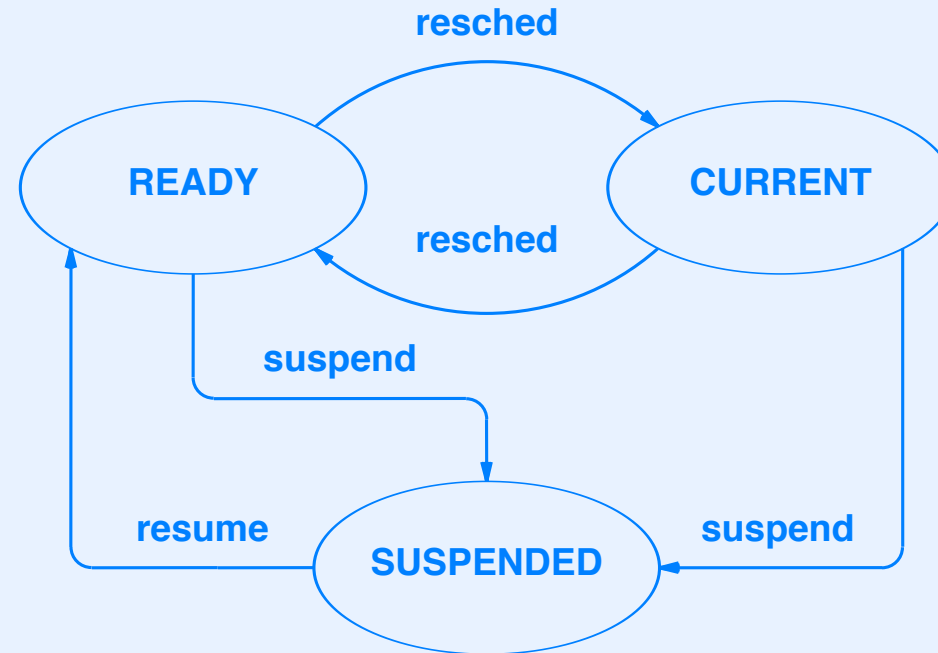 resched
READY
CURRENT
resched
suspend
resume
suspend
SUSPENDED